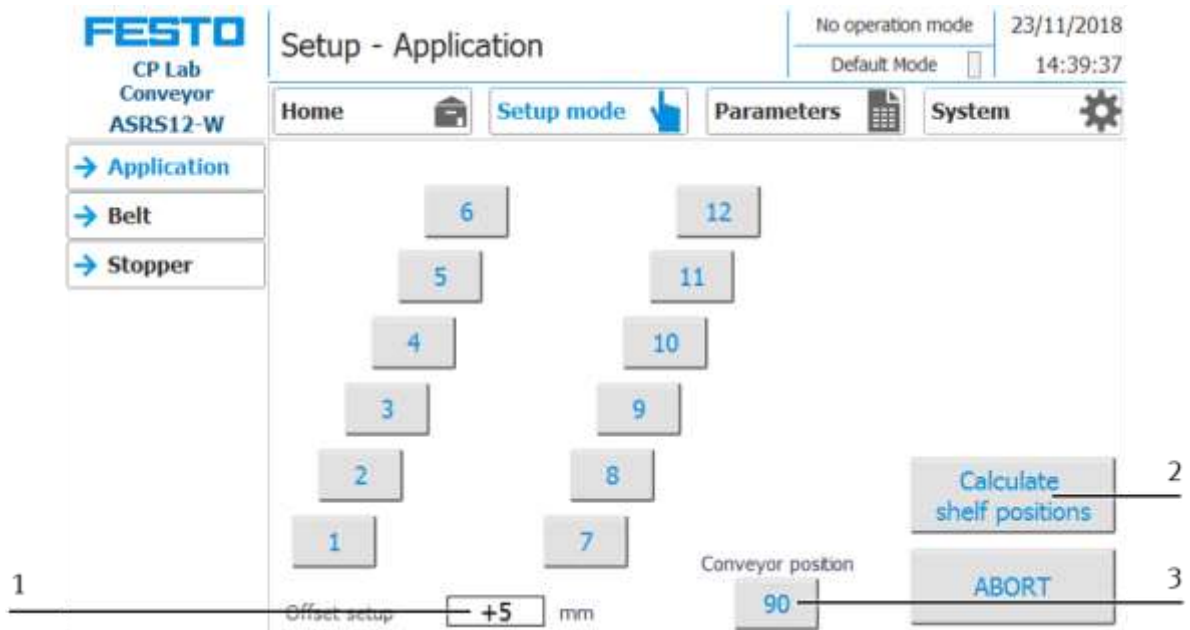 FESTO
CP Lab
Conveyor
ASRS12-W
Setup - Application
No operation mode
Default Mode
23/11/2018
14:39:37
Home
Setup mode
Parameters
System
Application
Belt
Stopper
6
12
5
11
4
10
3
9
2
8
1
7
Calculate
shelf positions
2
Conveyor position
90
ABORT
3
1
Offset setup
+5
mm